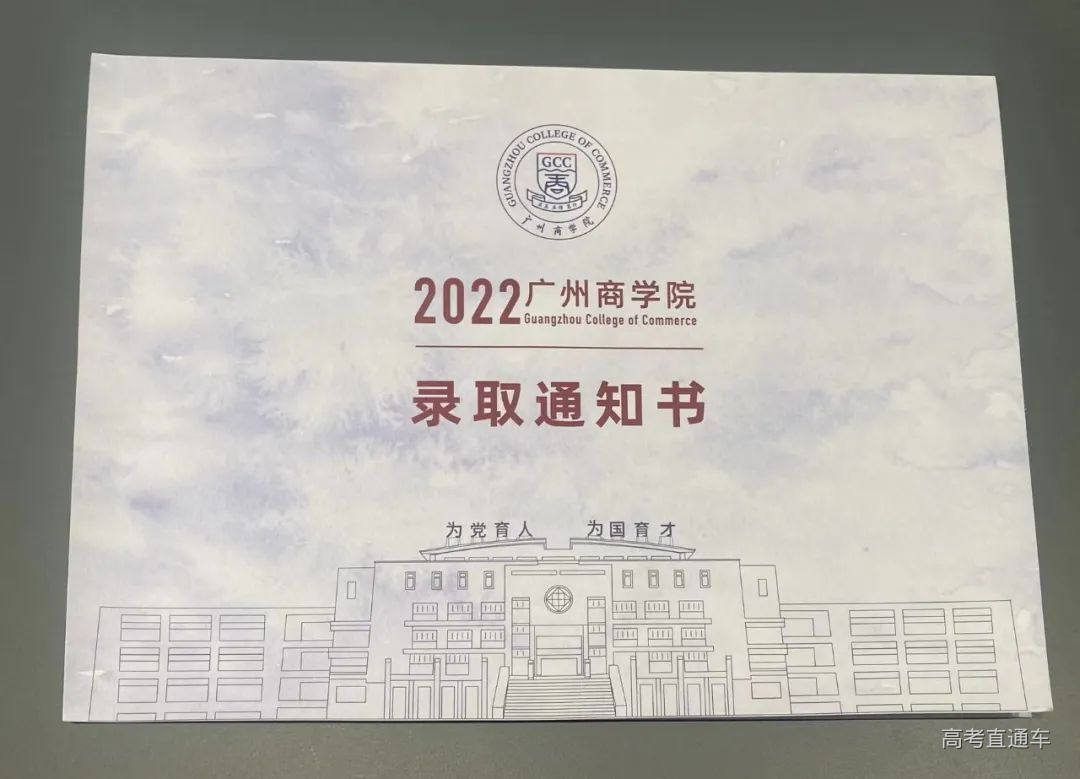 GUANGZHOU COLLEGE OF COMMERCE
GCC
广州商学院
2022广州商学院
Guangzhou College of Commerce
录取通知书
为党育人 为国育才
高考直通车